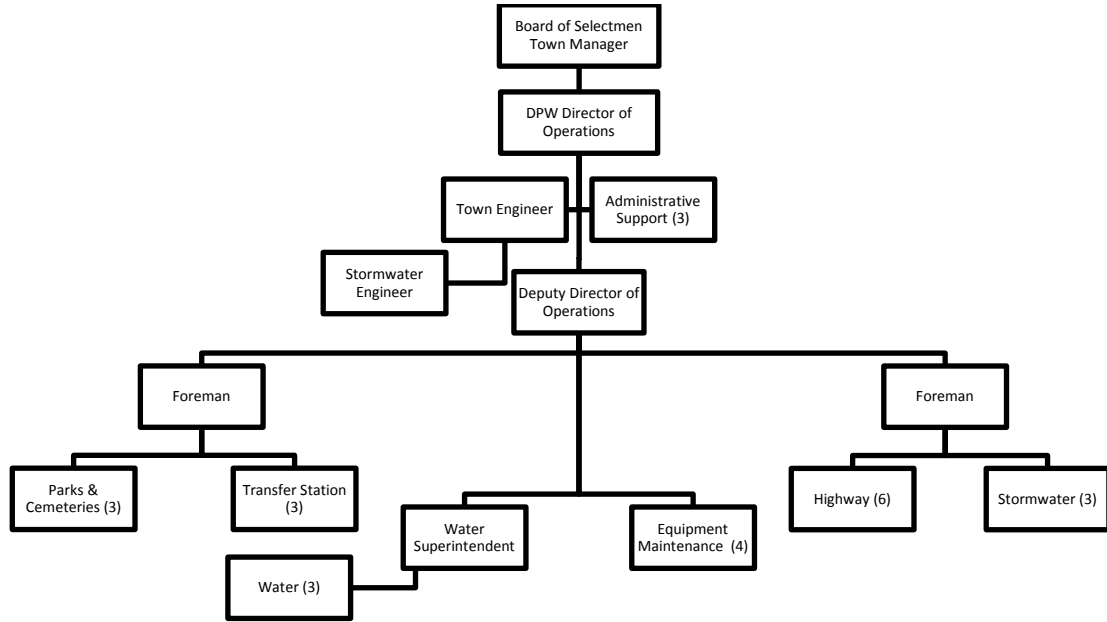 Board of Selectmen
Town Manager
DPW Director of
Operations
Town Engineer
Administrative
Support (3)
Stormwater
Engineer
Deputy Director of
Operations
Foreman
Foreman
Parks &
Cemeteries (3)
Transfer Station
(3)
Highway (6)
Stormwater (3)
Water
Superintendent
Equipment
Maintenance (4)
Water (3)